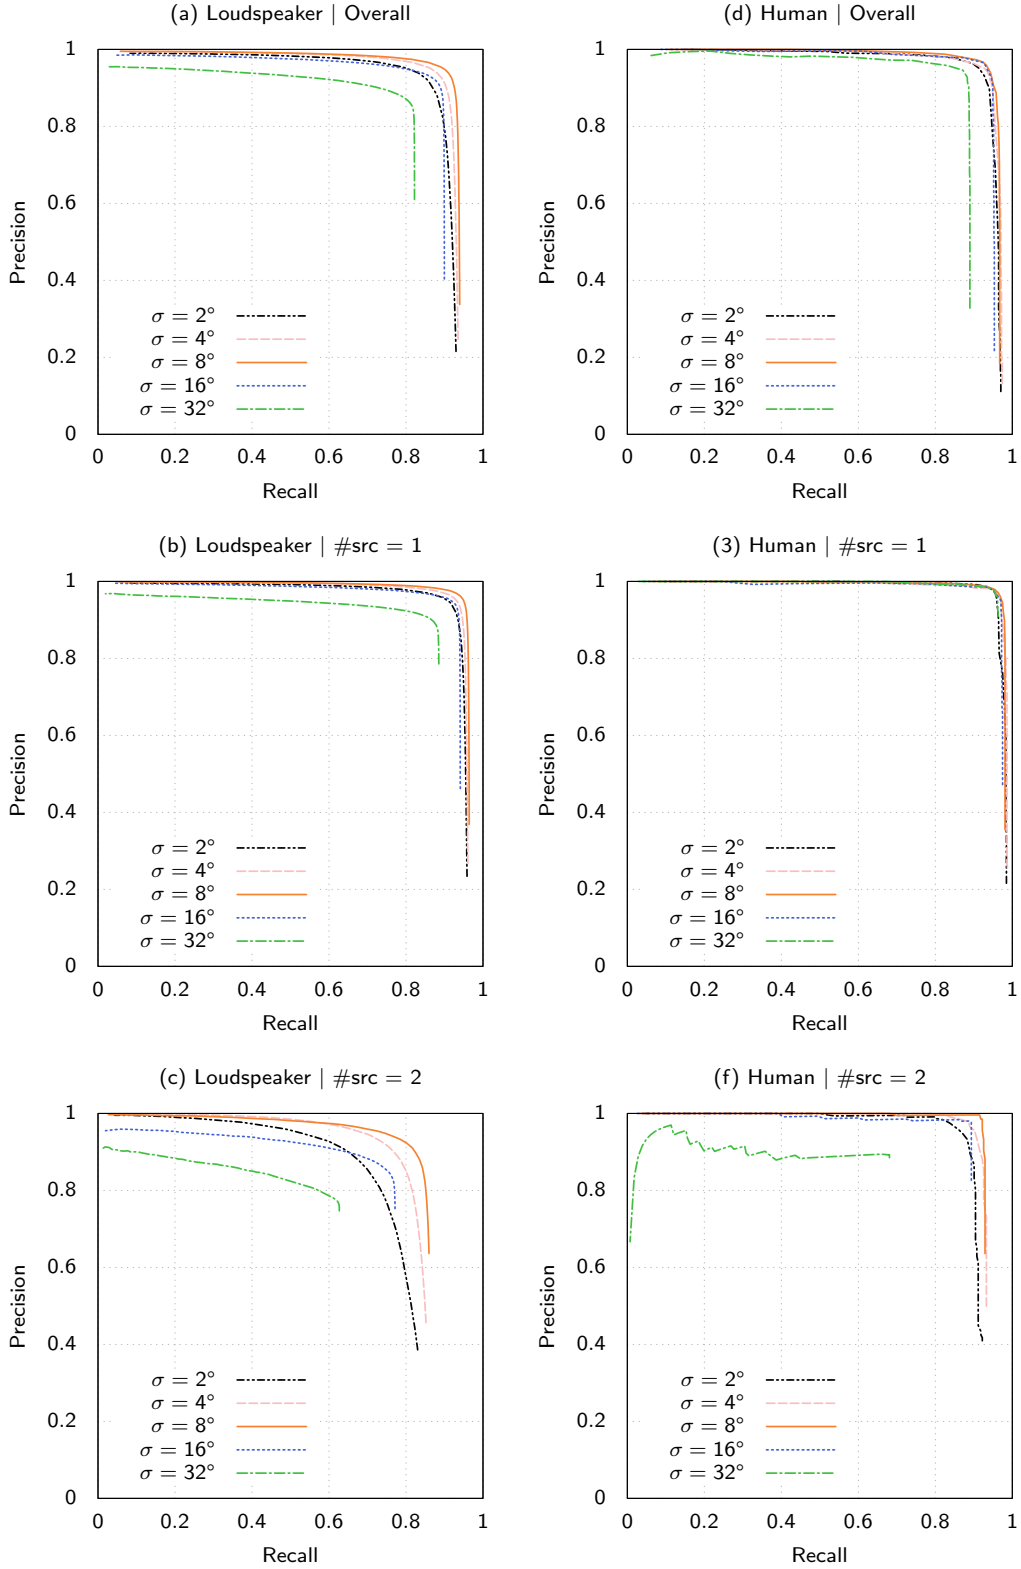 (a) Loudspeaker | Overall
1
0.8
0.6
0.4
0.2
0
Precision
σ = 2°
σ = 4°
σ = 8°
σ = 16°
σ = 32°
0 0.2 0.4 0.6 0.8 1
Recall
(d) Human | Overall
1
0.8
0.6
0.4
0.2
0
Precision
σ = 2°
σ = 4°
σ = 8°
σ = 16°
σ = 32°
0 0.2 0.4 0.6 0.8 1
Recall
(b) Loudspeaker | #src = 1
1
0.8
0.6
0.4
0.2
0
Precision
σ = 2°
σ = 4°
σ = 8°
σ = 16°
σ = 32°
0 0.2 0.4 0.6 0.8 1
Recall
(3) Human | #src = 1
1
0.8
0.6
0.4
0.2
0
Precision
σ = 2°
σ = 4°
σ = 8°
σ = 16°
σ = 32°
0 0.2 0.4 0.6 0.8 1
Recall
(c) Loudspeaker | #src = 2
1
0.8
0.6
0.4
0.2
0
Precision
σ = 2°
σ = 4°
σ = 8°
σ = 16°
σ = 32°
0 0.2 0.4 0.6 0.8 1
Recall
(f) Human | #src = 2
1
0.8
0.6
0.4
0.2
0
Precision
σ = 2°
σ = 4°
σ = 8°
σ = 16°
σ = 32°
0 0.2 0.4 0.6 0.8 1
Recall